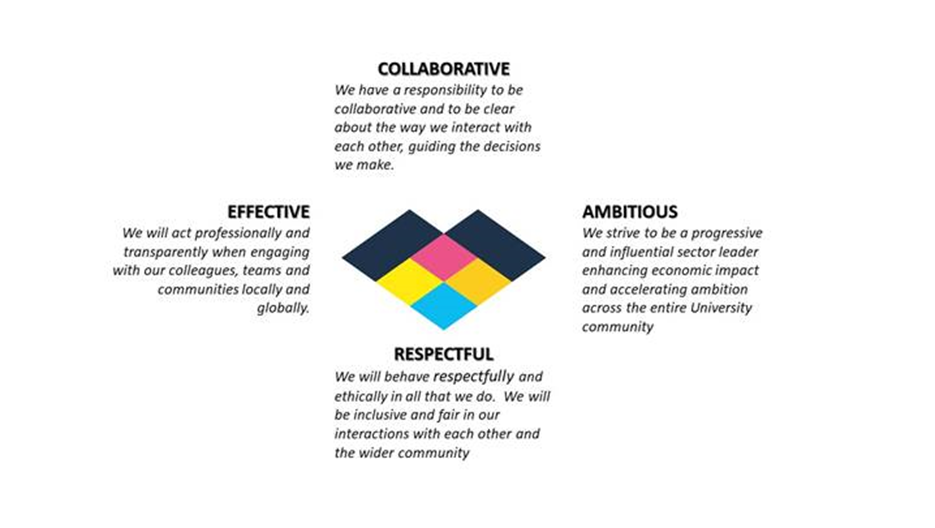 COLLABORATIVE
We have a responsibility to be
collaborative and to be clear
about the way we interact with
each other, guiding the decisions
we make.
EFFECTIVE
We will act professionally and
transparently when engaging
with our colleagues, teams and
communities locally and
globally.
AMBITIOUS
We strive to be a progressive
and influential sector leader
enhancing economic impact
and accelerating ambition
across the entire University
community
RESPECTFUL
We will behave respectfully and
ethically in all that we do.  We will
be inclusive and fair in our
interactions with each other and
the wider community